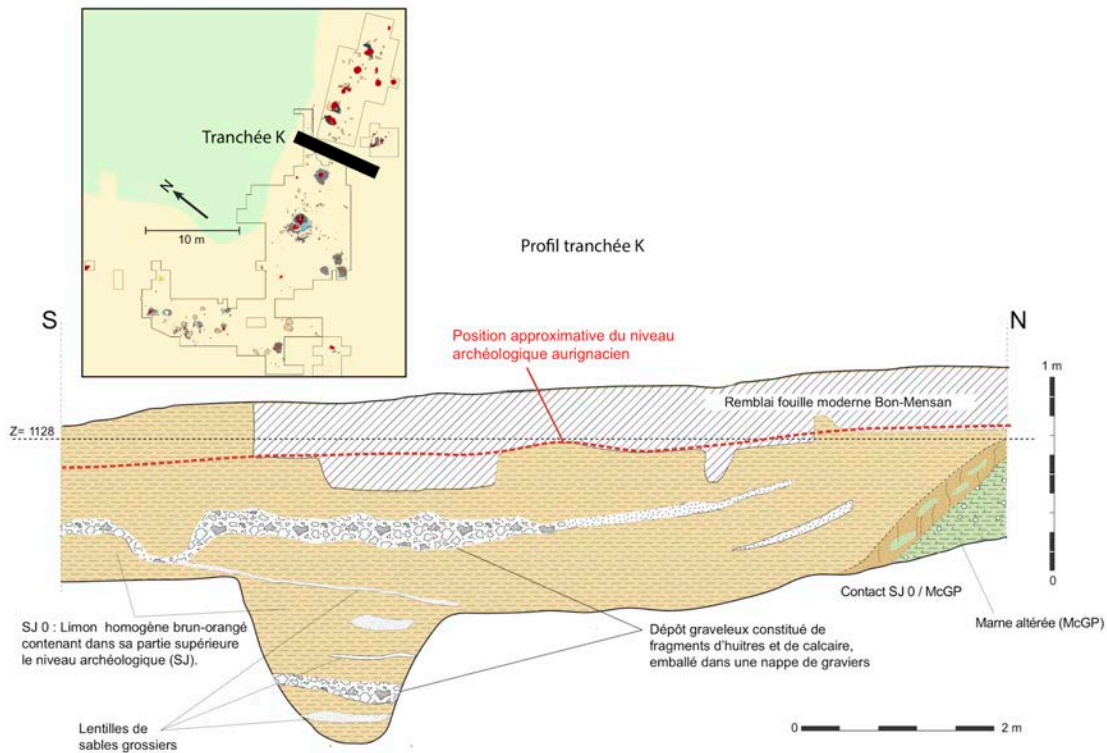 Tranchée K
N
10 m
Profil tranchée K
S
N
Position approximative du niveau
archéologique aurignacien
1 m
Remblai fouille moderne Bon-Mensan
Z= 1128
0
Contact SJ 0 / McGP
Marne altérée (McGP)
SJ 0 : Limon homogène brun-orangé
contenant dans sa partie supérieure
le niveau archéologique (SJ).
Dépôt graveleux constitué de
fragments d'huitres et de calcaire,
emballé dans une nappe de graviers
Lentilles de
sables grossiers
0
2 m